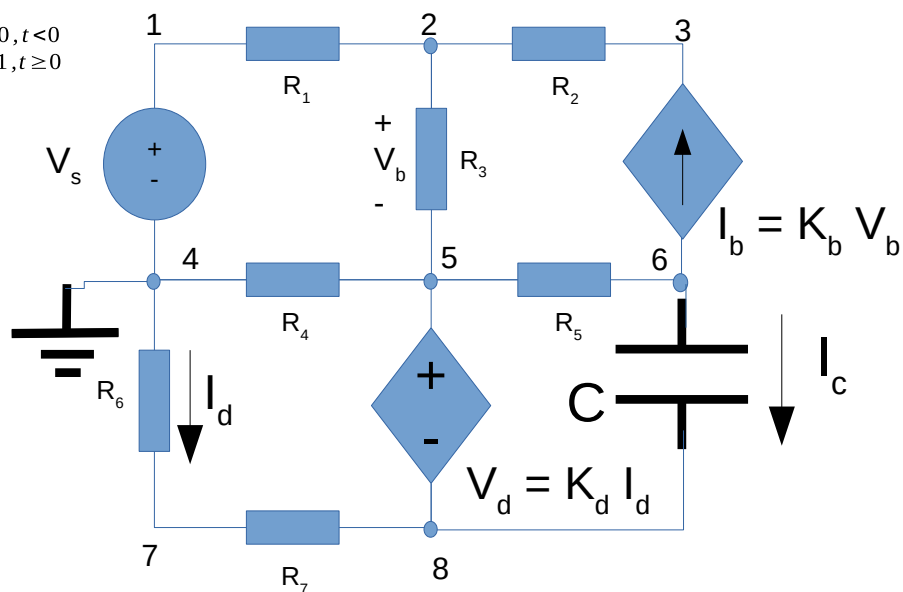 0,t<0
1,t≥0
1
2
3
R1
R2
Vs
+
-
+
Vb
-
R3
Ib = Kb Vb
4
5
6
R4
R5
R6
Id
+
-
C
Ic
Vd = Kd Id
7
8
R7